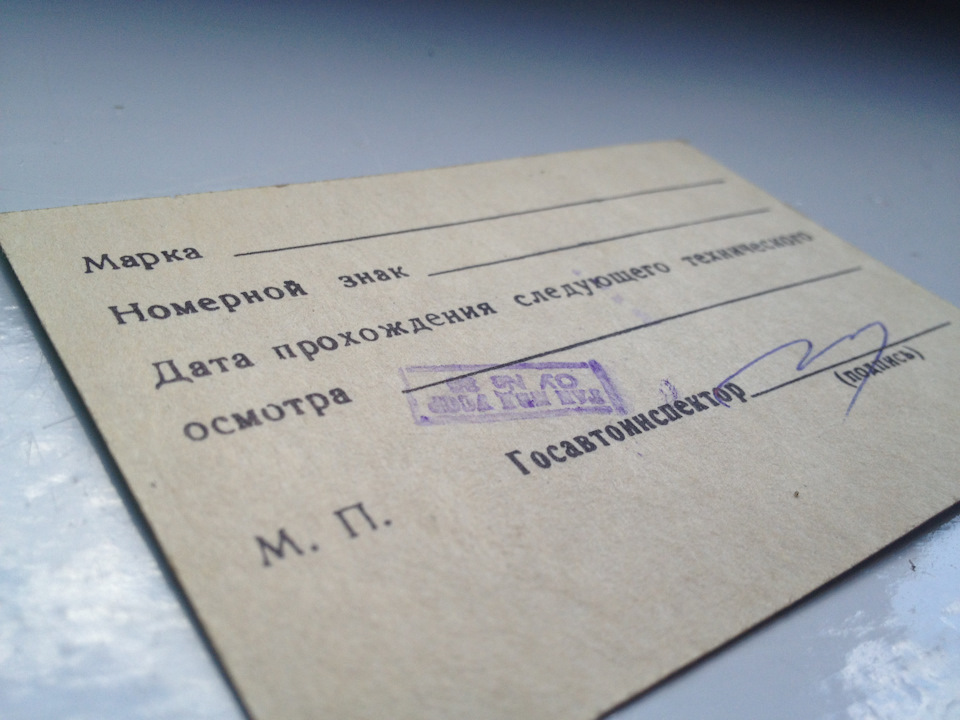 Марка
Номерной знак
Дата прохождения следующего технического
осмотра
Госавтоинспектор
(подпись)
М. П.